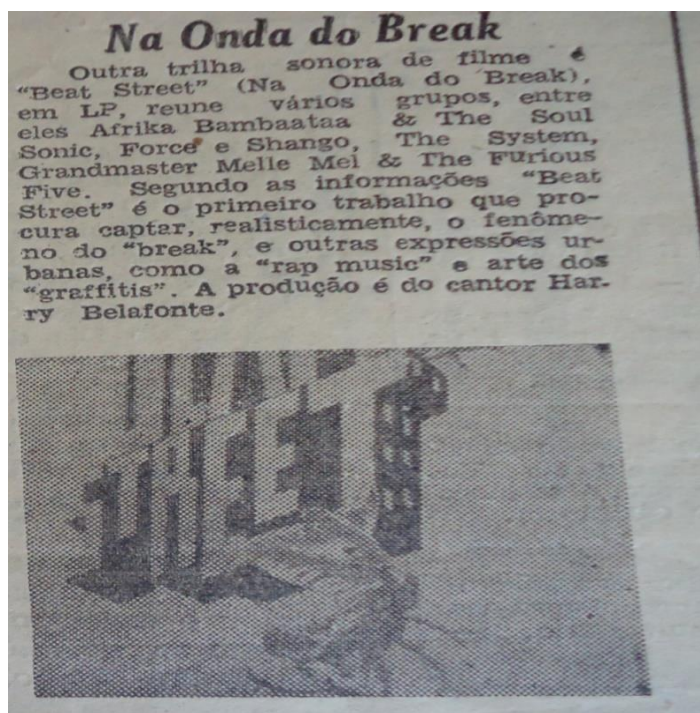 Na Onda do Break
Outra trilha sonora de filme é
"Beat Street" (Na Onda do Break),
em LP, reune vários grupos, entre
eles Afrika Bambaataa & The Soul
Sonic, Force e Shango, The System,
Grandmaster Melle Mel & The Furious
Five. Segundo as informações "Beat
Street" é o primeiro trabalho que pro-
cura captar, realisticamente, o fenôme-
no do "break", e outras expressões ur-
banas, como a "rap music" e arte dos
"graffitis". A produção é do cantor Har-
ry Belafonte.
STREET